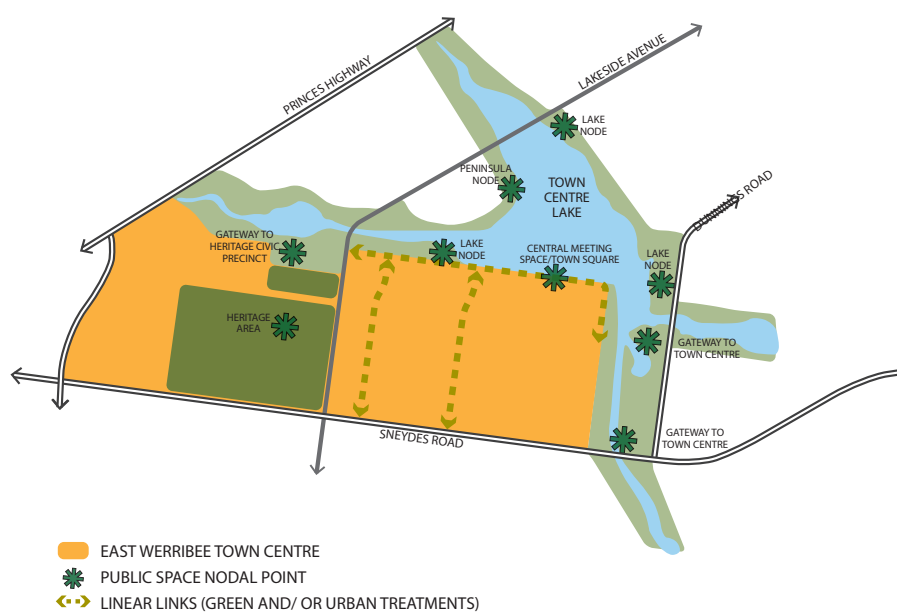 PRINCES HIGHWAY
LAKESIDE AVENUE
LAKE
NODE
PENINSULA
NODE
TOWN
CENTRE
LAKE
GUNNINGS ROAD
GATEWAY TO
HERITAGE CIVIC
PRECINCT
LAKE
NODE
CENTRAL MEETING
SPACE/TOWN SQUARE
LAKE
NODE
HERITAGE
AREA
GATEWAY TO
TOWN CENTRE
GATEWAY TO
TOWN CENTRE
SNEYDES ROAD
EAST WERRIBEE TOWN CENTRE
PUBLIC SPACE NODAL POINT
LINEAR LINKS (GREEN AND/ OR URBAN TREATMENTS)